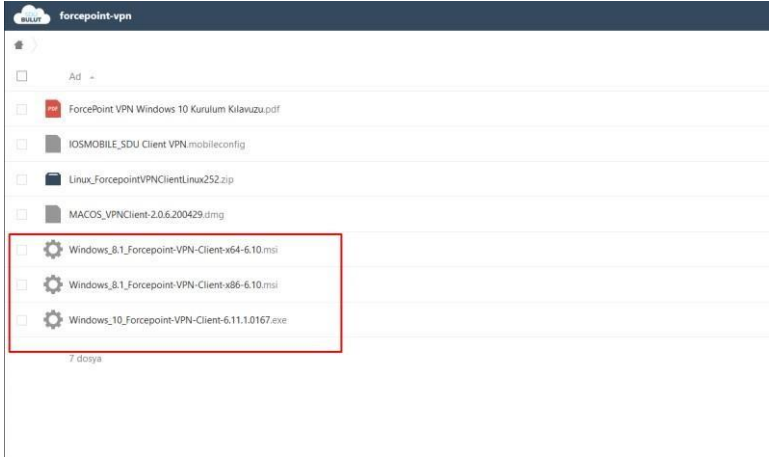 BULUT
forcepoint-vpn
Ad
PDF
ForcePoint VPN Windows 10 Kurulum Kılavuzu.pdf
IOSMOBILE_SDU Client VPN.mobileconfig
Linux_ForcepointVPNClientLinux252.zip
MACOS_VPNClient-2.0.6.200429.dmg
Windows_8.1_Forcepoint-VPN-Client-x64-6.10.msi
Windows_8.1_Forcepoint-VPN-Client-x86-6.10.msi
Windows_10_Forcepoint-VPN-Client-6.11.1.0167.exe
7 dosya